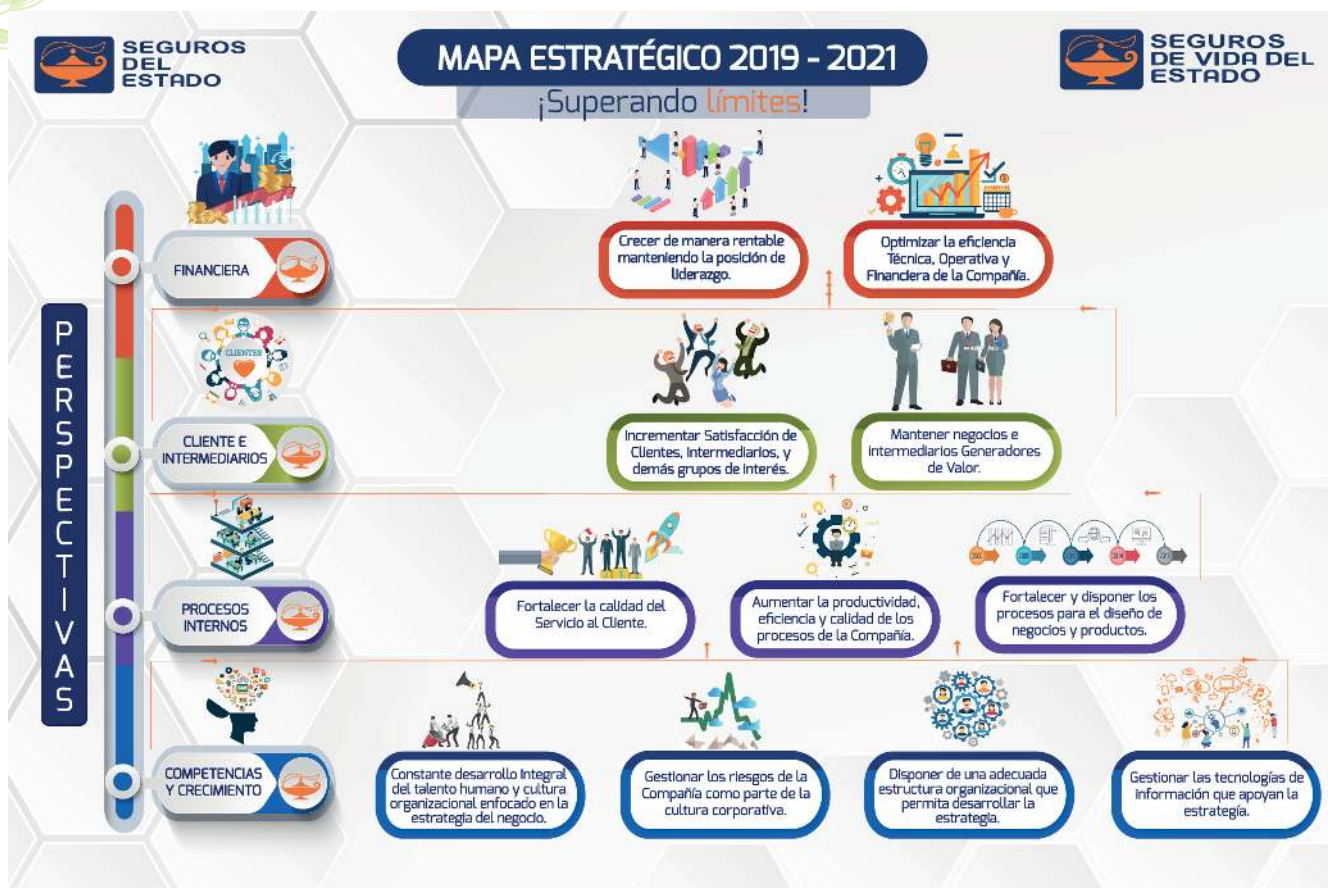 SEGUROS
DEL
ESTADO
MAPA ESTRATÉGICO 2019 - 2021
¡Superando límites!
SEGUROS
DE VIDA DEL
ESTADO
PERSPECTIVAS
FINANCIERA
Crecer de manera rentable
manteniendo la posición de
liderazgo.
Optimizar la eficiencia
Técnica, Operativa y
Financiera de la Compañía.
CLIENTES
CLIENTE E
INTERMEDIARIOS
Incrementar Satisfacción de
Clientes, Intermediarios, y
demás grupos de interés.
Mantener negocios e
intermediarios Generadores
de Valor.
PROCESOS
INTERNOS
Fortalecer la calidad del
Servicio al Cliente.
Aumentar la productividad,
eficiencia y calidad de los
procesos de la Compañía.
Fortalecer y disponer los
procesos para el diseño de
negocios y productos.
COMPETENCIAS
Y CRECIMIENTO
Constante desarrollo integral
del talento humano y cultura
organizacional enfocado en la
estrategia del negocio.
Gestionar los riesgos de la
Compañía como parte de la
cultura corporativa.
Disponer de una adecuada
estructura organizacional que
permita desarrollar la
estrategia.
Gestionar las tecnologías de
información que apoyan la
estrategia.